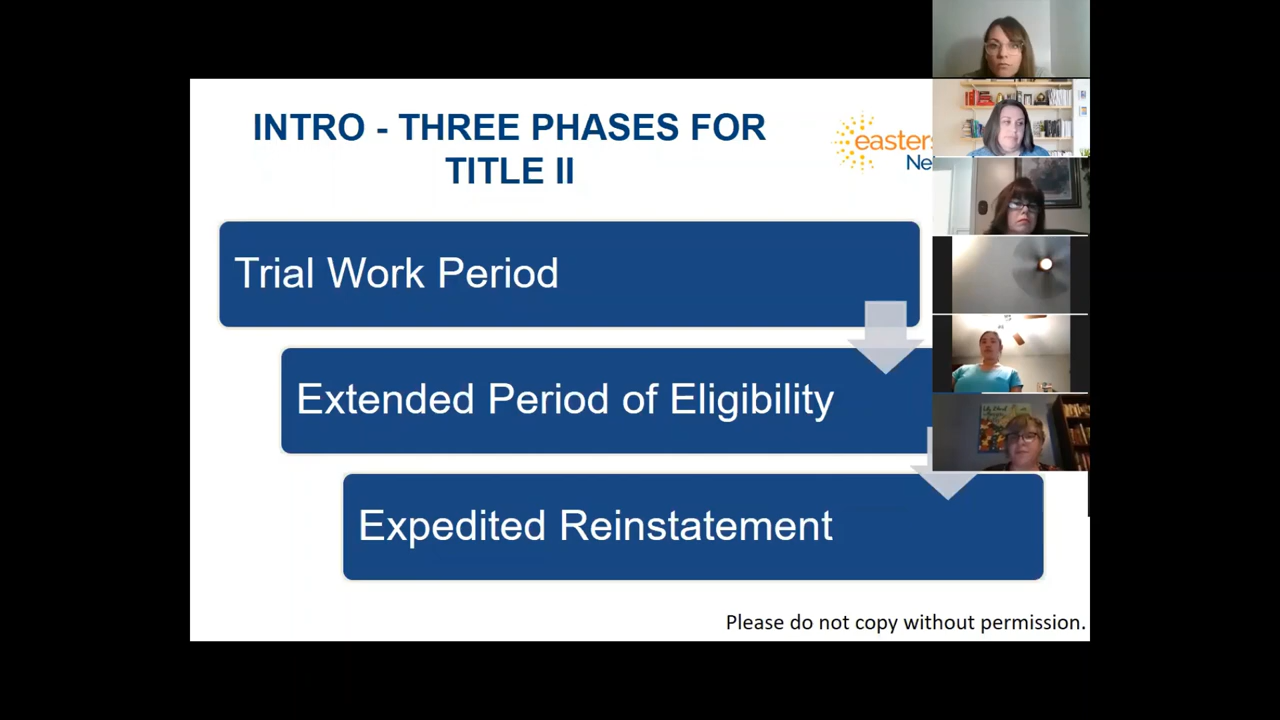 INTRO - THREE PHASES FOR
TITLE II
Trial Work Period
Extended Period of Eligibility
Expedited Reinstatement
Please do not copy without permission.